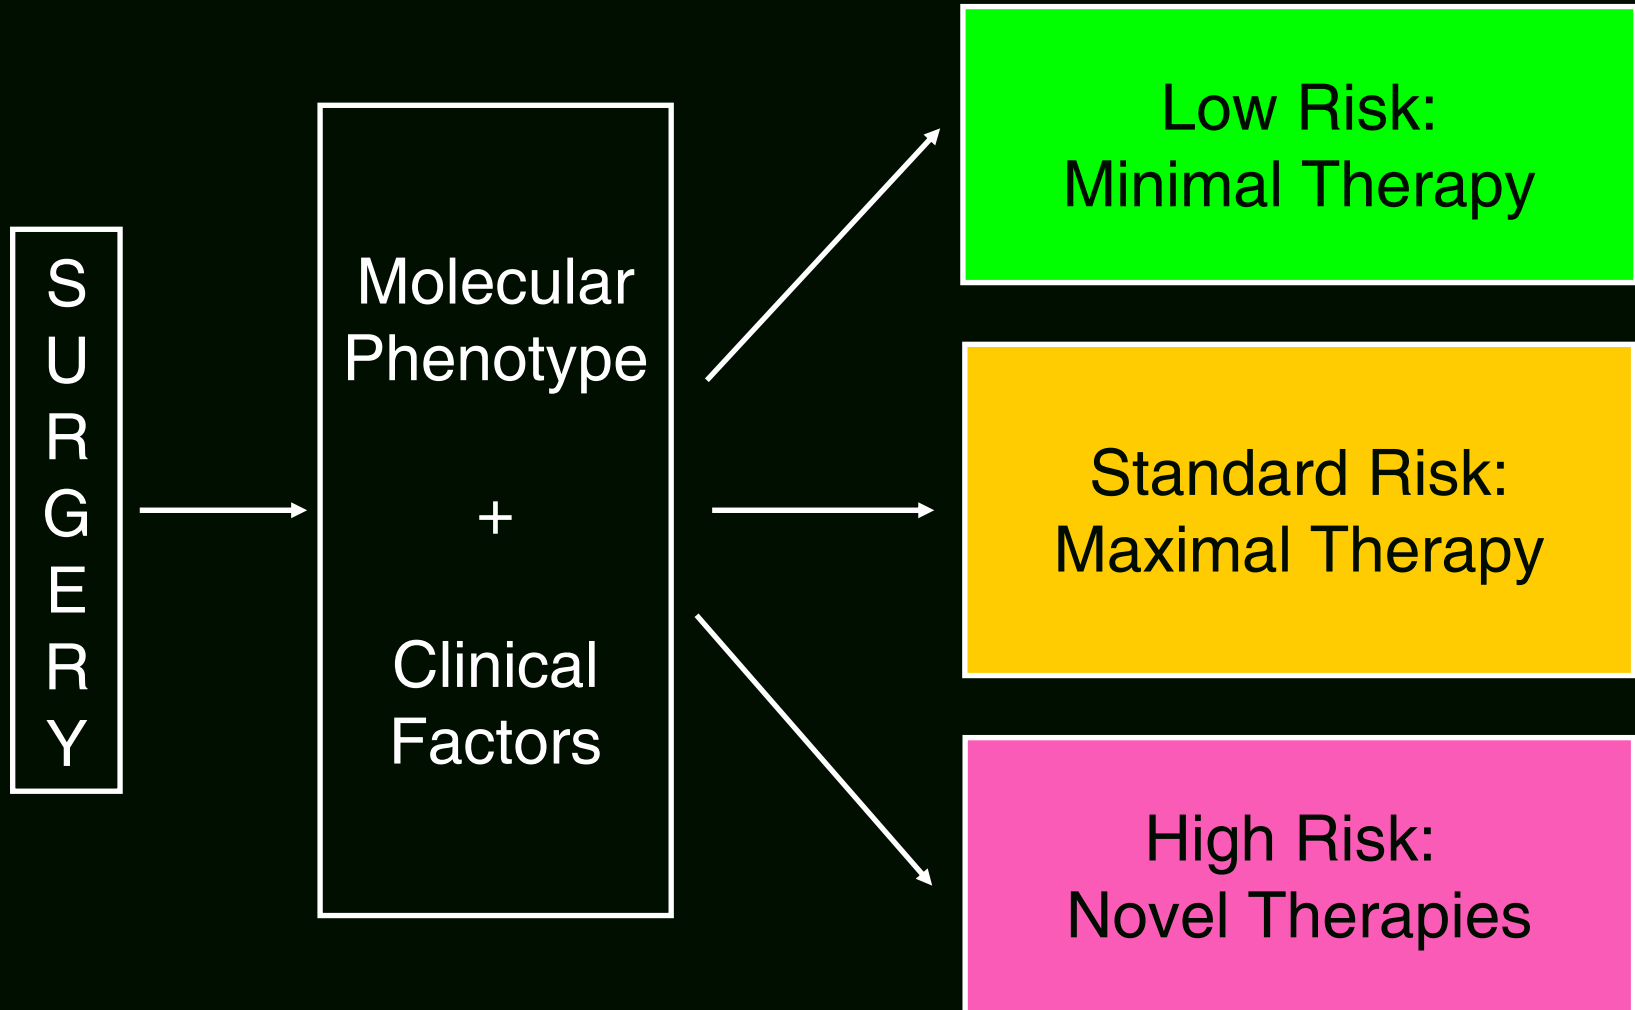 S
U
R
G
E
R
Y
Molecular
Phenotype
+
Clinical
Factors
Low Risk:
Minimal Therapy
Standard Risk:
Maximal Therapy
High Risk:
Novel Therapies